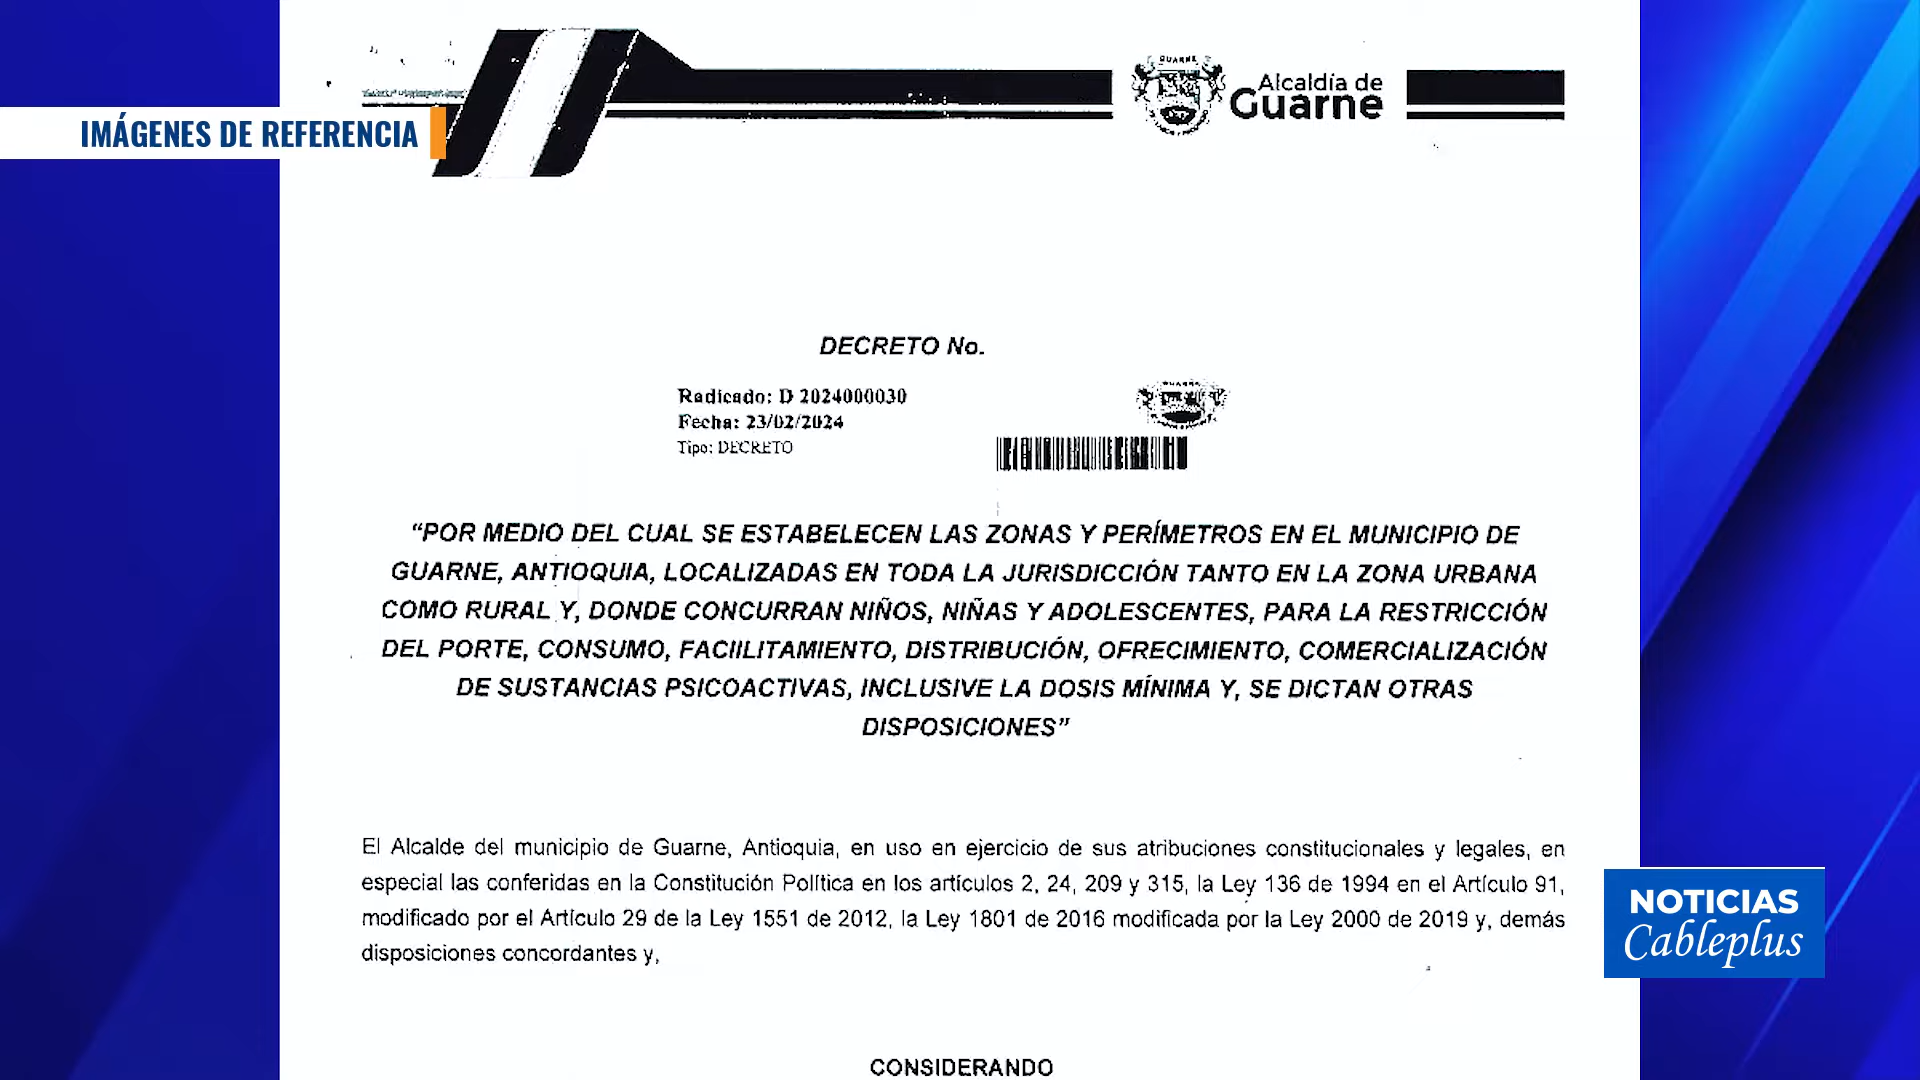 GUARNE
Alcaldía de
Guarne
IMÁGENES DE REFERENCIA
DECRETO No.
Radicado: D 2024000030
Fecha: 23/02/2024
Tipo: DECRETO
“POR MEDIO DEL CUAL SE ESTABELECEN LAS ZONAS Y PERÍMETROS EN EL MUNICIPIO DE
GUARNE, ANTIOQUIA, LOCALIZADAS EN TODA LA JURISDICCIÓN TANTO EN LA ZONA URBANA
COMO RURAL Y, DONDE CONCURRAN NIÑOS, NIÑAS Y ADOLESCENTES, PARA LA RESTRICCIÓN
DEL PORTE, CONSUMO, FACIILITAMIENTO, DISTRIBUCIÓN, OFRECIMIENTO, COMERCIALIZACIÓN
DE SUSTANCIAS PSICOACTIVAS, INCLUSIVE LA DOSIS MÍNIMA Y, SE DICTAN OTRAS
DISPOSICIONES”
El Alcalde del municipio de Guarne, Antioquia, en uso en ejercicio de sus atribuciones constitucionales y legales, en
especial las conferidas en la Constitución Política en los artículos 2, 24, 209 y 315, la Ley 136 de 1994 en el Artículo 91,
modificado por el Artículo 29 de la Ley 1551 de 2012, la Ley 1801 de 2016 modificada por la Ley 2000 de 2019 y, demás
disposiciones concordantes y,
NOTICIAS
Cableplus
CONSIDERANDO